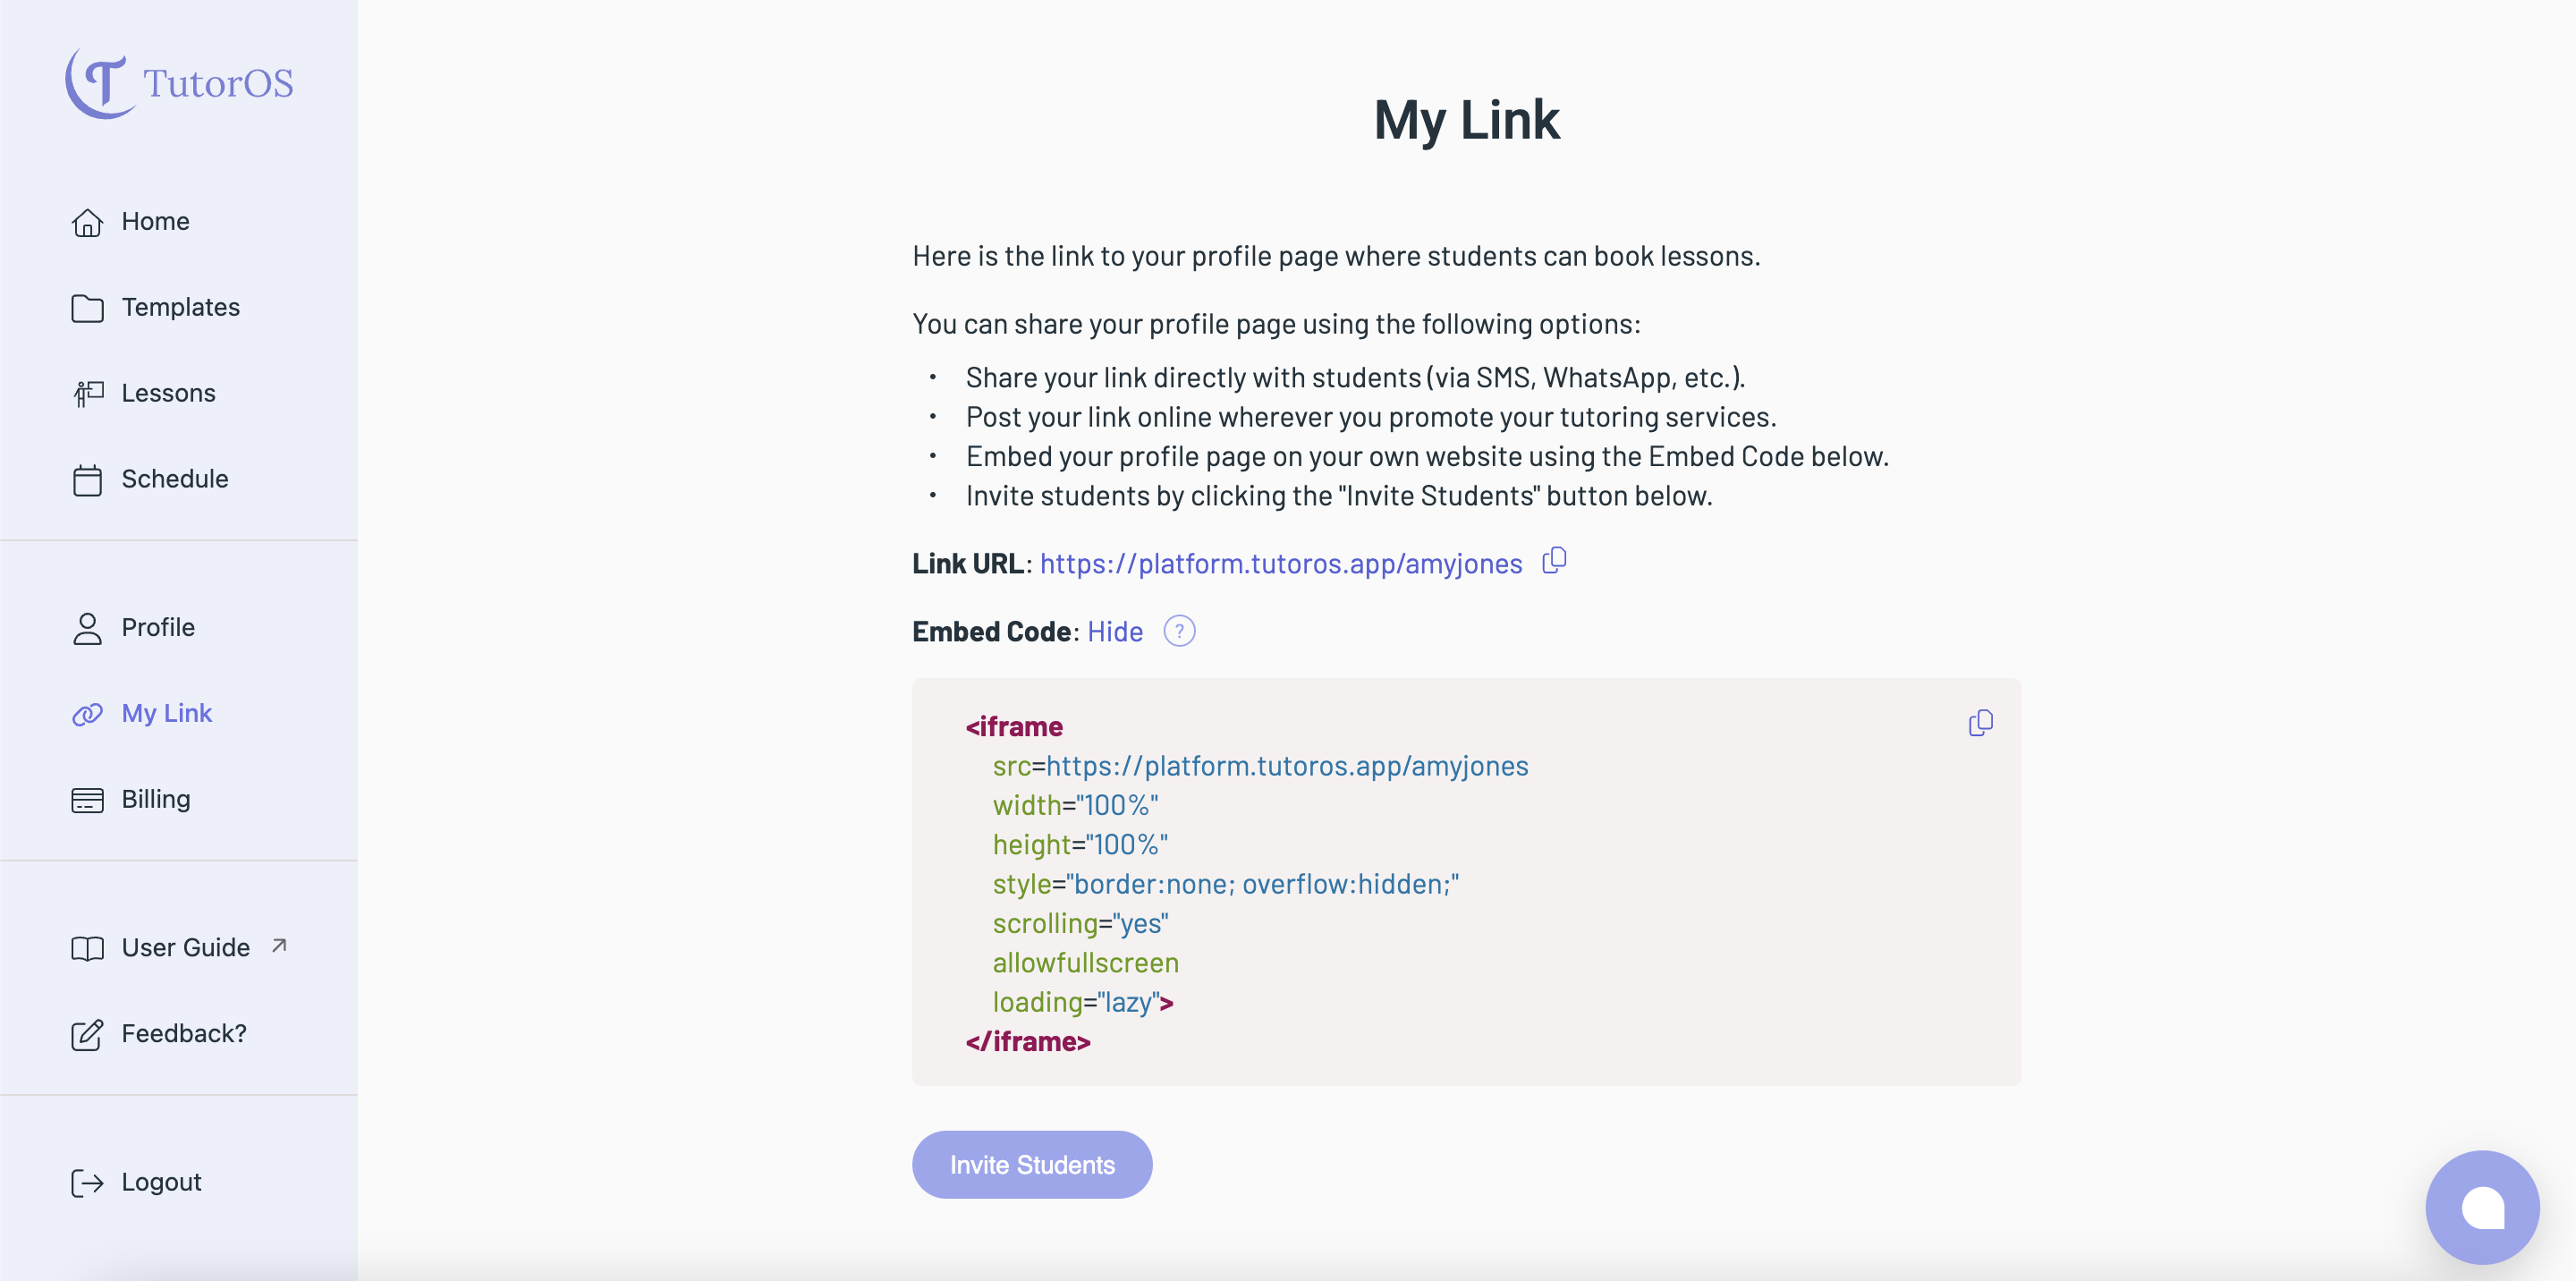 TutorOS
Home
Templates
Lessons
Schedule
Profile
My Link
Billing
User Guide
Feedback?
Logout
My Link
Here is the link to your profile page where students can book lessons.
You can share your profile page using the following options:
• Share your link directly with students (via SMS, WhatsApp, etc.).
• Post your link online wherever you promote your tutoring services.
• Embed your profile page on your own website using the Embed Code below.
• Invite students by clicking the "Invite Students" button below.
Link URL: https://platform.tutoros.app/amyjones
Embed Code: Hide ?
<iframe
src=https://platform.tutoros.app/amyjones
width="100%"
height="100%"
style="border:none; overflow:hidden;"
scrolling="yes"
allowfullscreen
loading="lazy">
</iframe>
Invite Students